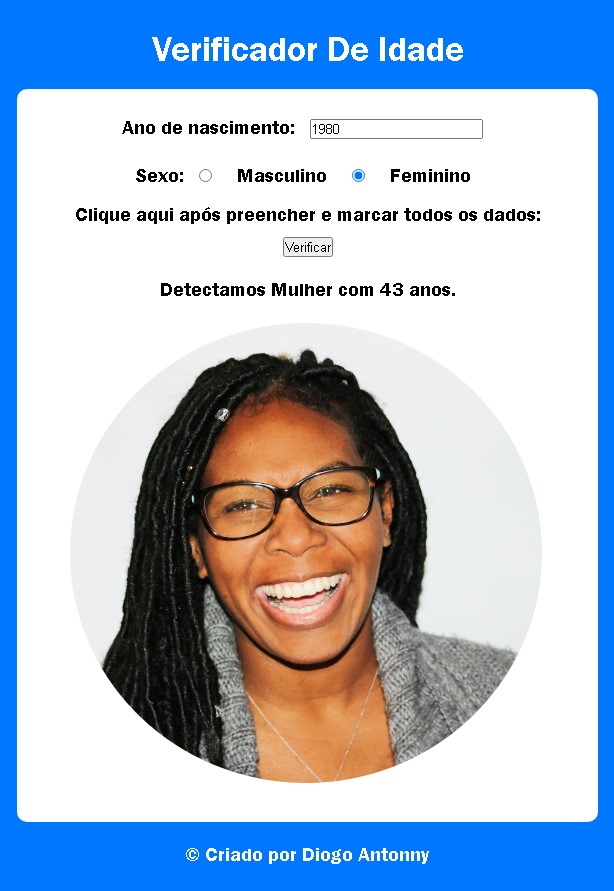 Verificador De Idade
Ano de nascimento: 1980
Sexo: Masculino Feminino
Clique aqui após preencher e marcar todos os dados:
Verificar
Detectamos Mulher com 43 anos.
© Criado por Diogo Antonny